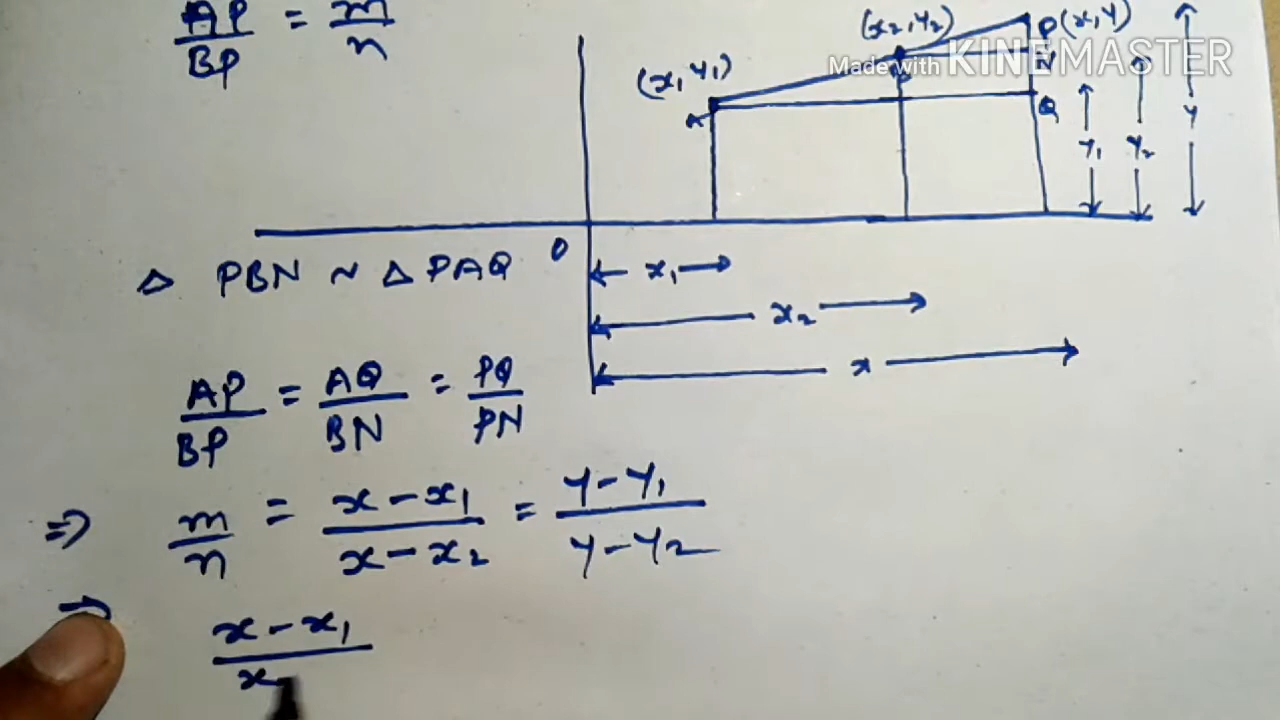 AP/BP = m/n
(x₂, y₂)
P(x, y)
(x₁ y₁)
Made with KINEMASTER
N
A
Q
y₁
y₂
y
O
△ PBN ~ △ PAQ
x₁
x₂
x
AP/BP = AQ/BN = PQ/PN
⇒ m/n = x-x₁/x-x₂ = y-y₁/y-y₂
⇒ x-x₁/x-